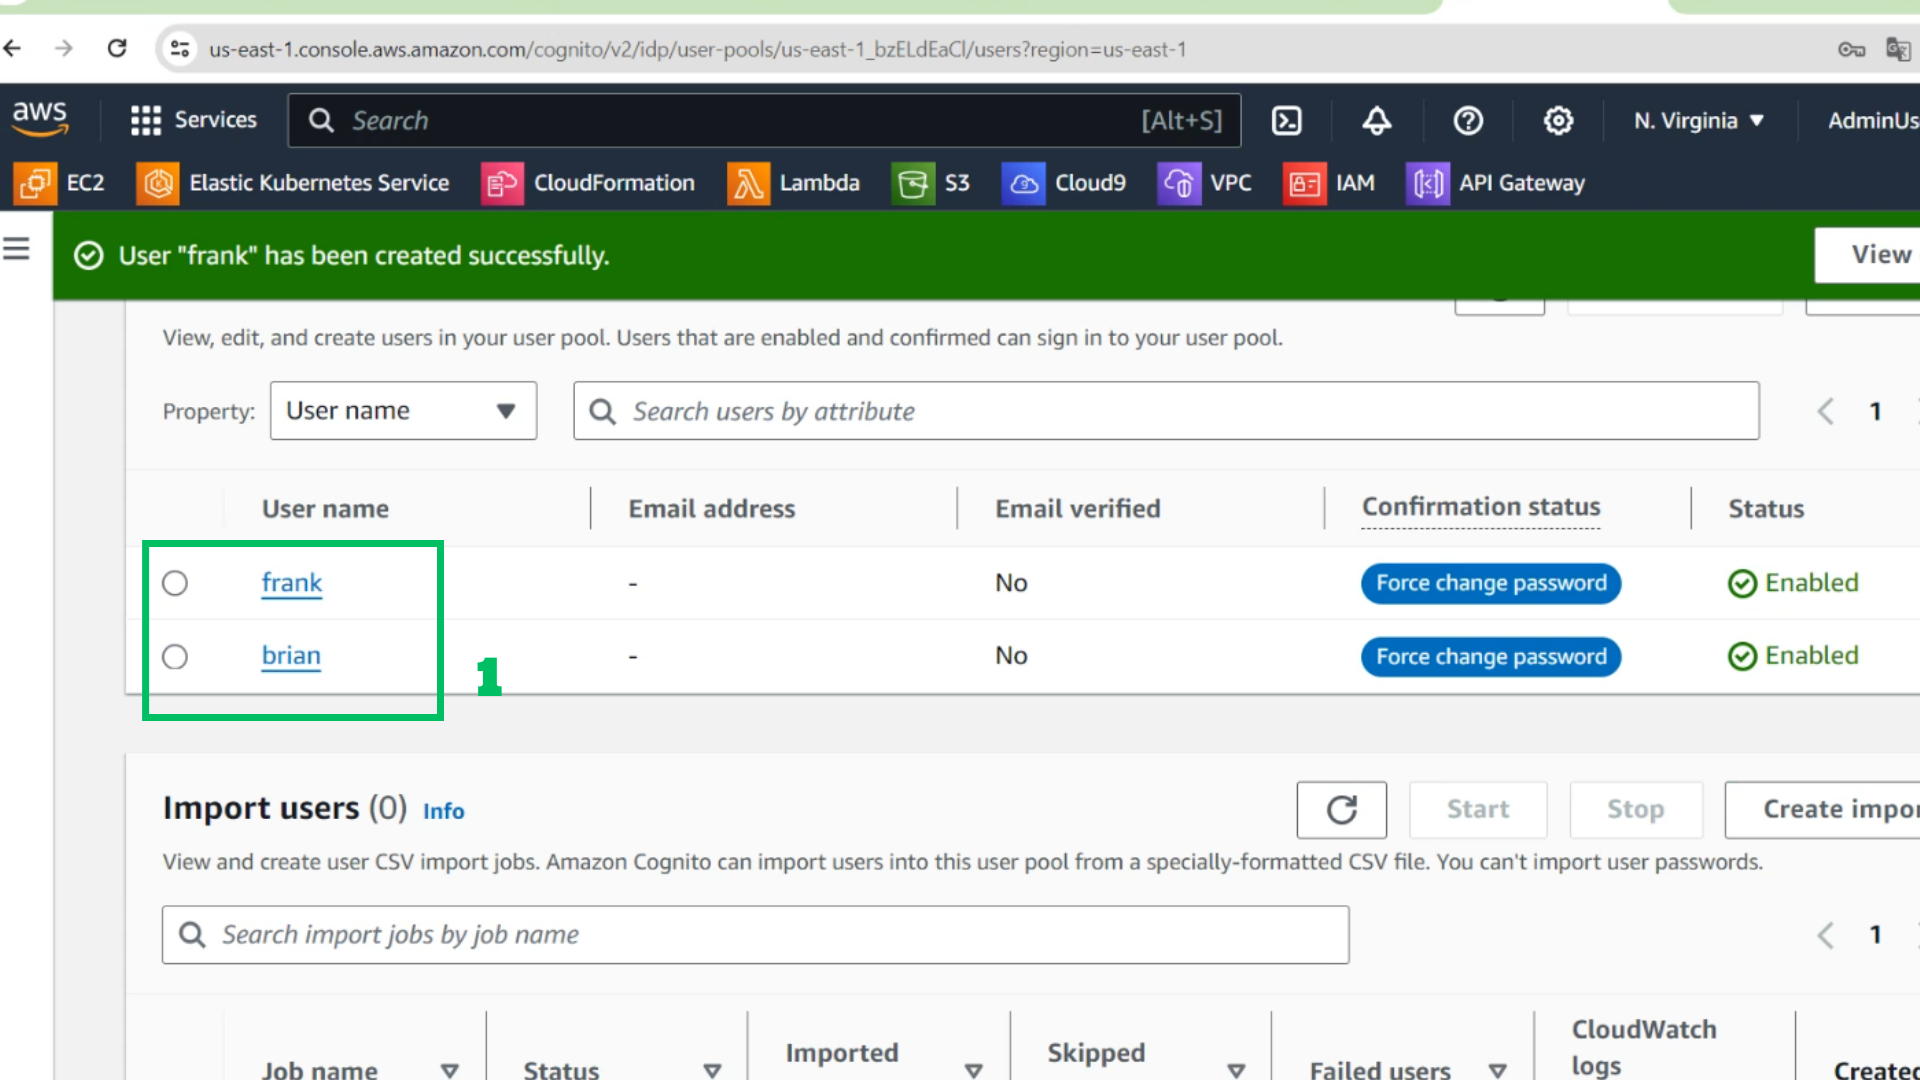 us-east-1.console.aws.amazon.com/cognito/v2/idp/user-pools/us-east-1_bzELdEaCl/users?region=us-east-1
aws Services Search [Alt+S] N. Virginia AdminUs
EC2 Elastic Kubernetes Service CloudFormation Lambda S3 Cloud9 VPC IAM API Gateway
User "frank" has been created successfully. View
View, edit, and create users in your user pool. Users that are enabled and confirmed can sign in to your user pool.
Property: User name Search users by attribute 1
User name Email address Email verified Confirmation status Status
frank - No Force change password Enabled
brian - No Force change password Enabled
1
Import users (0) Info Start Stop Create impor
View and create user CSV import jobs. Amazon Cognito can import users into this user pool from a specially-formatted CSV file. You can't import user passwords.
Search import jobs by job name 1
Job name Status Imported Skipped Failed users CloudWatch logs Created